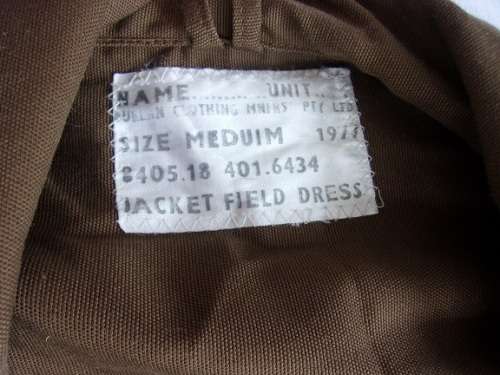 NAME........UNIT..
CLOTHING MNFRS PTY LTD
SIZE MEDUIM 1977
8405.18 401.6434
JACKET FIELD DRESS